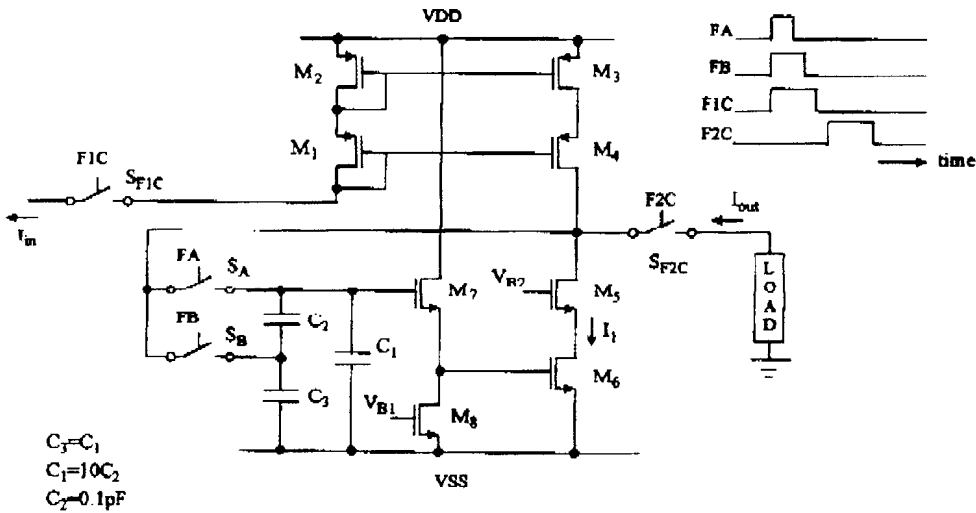 VDD
FA
FB
F1C
F2C
time
M2
M3
M1
M4
F1C
SF1C
Iin
F2C
Iout
SF2C
LOAD
FA
SA
FB
SB
C2
C1
C3
M7
VB2
M5
I1
M6
VB1
M8
VSS
C3=C1
C1=10C2
C2=0.1pF